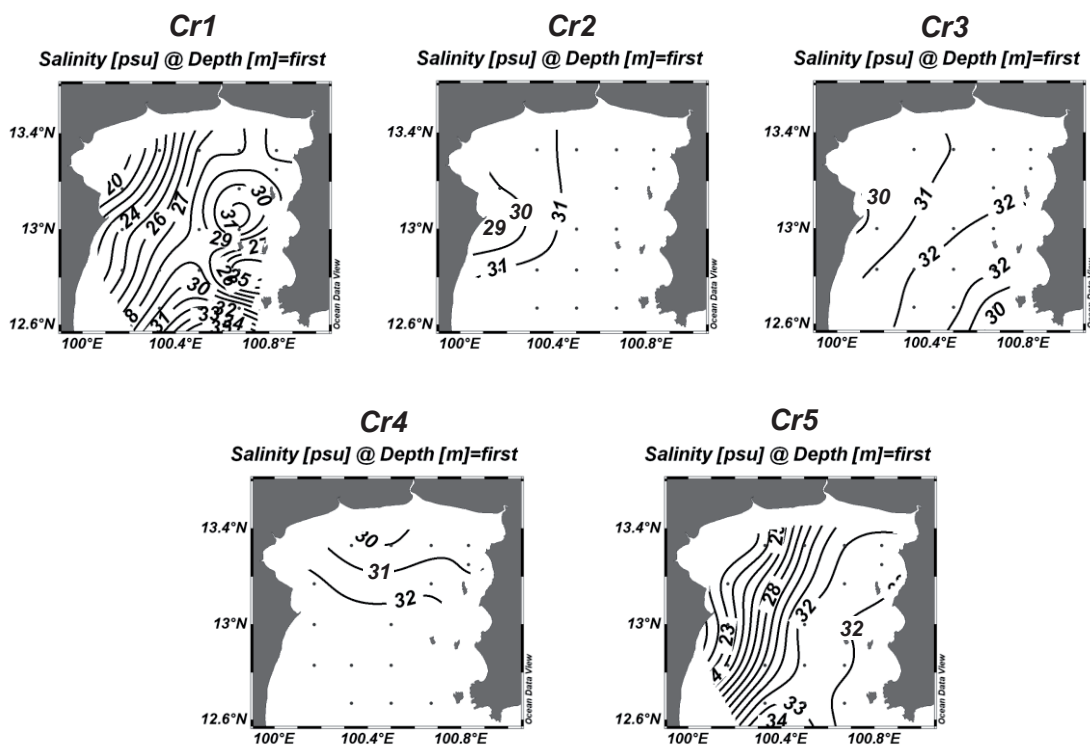 Cr1
Salinity [psu] @ Depth [m]=first
13.4°N
13°N
12.6°N
100°E 100.4°E 100.8°E
20
24
26
27
30
31
29
25
30
31
33
32
34
Ocean Data View
Cr2
Salinity [psu] @ Depth [m]=first
13.4°N
13°N
12.6°N
100°E 100.4°E 100.8°E
30
29
31
31
Ocean Data View
Cr3
Salinity [psu] @ Depth [m]=first
13.4°N
13°N
12.6°N
100°E 100.4°E 100.8°E
30
31
32
32
32
30
Ocean Data View
Cr4
Salinity [psu] @ Depth [m]=first
13.4°N
13°N
12.6°N
100°E 100.4°E 100.8°E
30
31
32
Ocean Data View
Cr5
Salinity [psu] @ Depth [m]=first
13.4°N
13°N
12.6°N
100°E 100.4°E 100.8°E
28
32
23
32
4
33
34
Ocean Data View